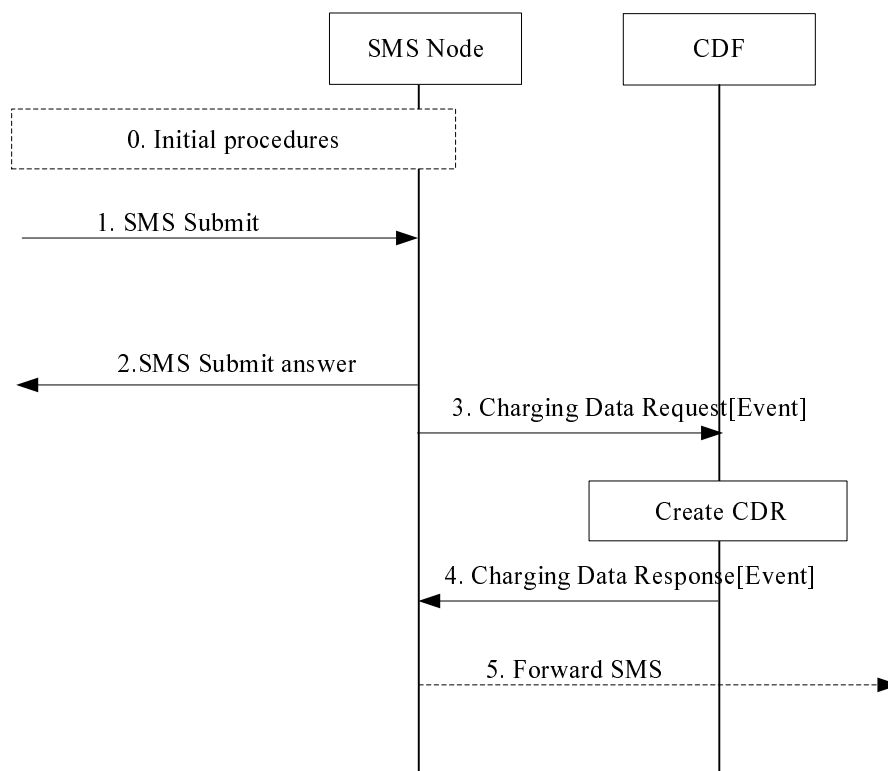 SMS Node
CDF
0. Initial procedures
1. SMS Submit
2.SMS Submit answer
3. Charging Data Request[Event]
Create CDR
4. Charging Data Response[Event]
5. Forward SMS